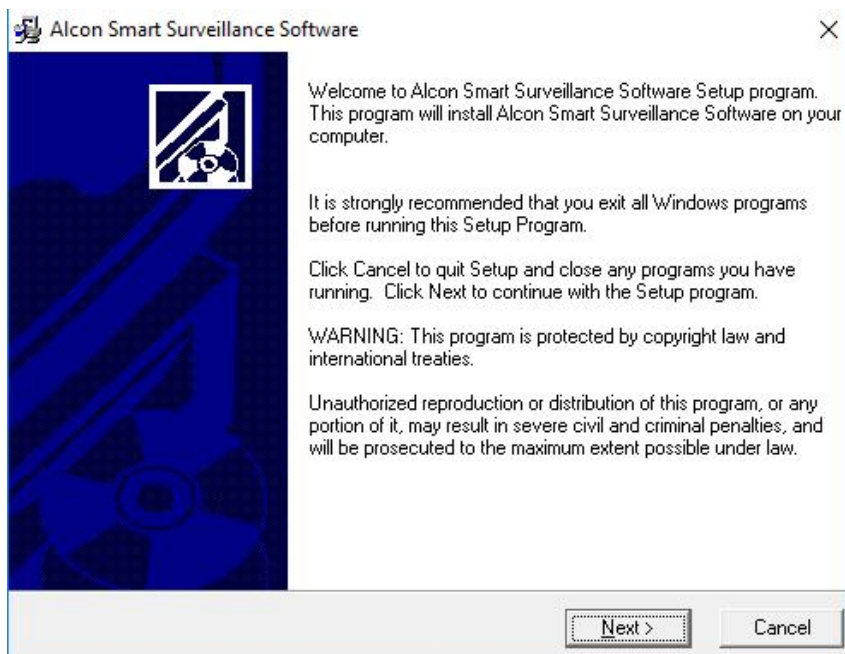 Alcon Smart Surveillance Software
Welcome to Alcon Smart Surveillance Software Setup program.
This program will install Alcon Smart Surveillance Software on your
computer.
It is strongly recommended that you exit all Windows programs
before running this Setup Program.
Click Cancel to quit Setup and close any programs you have
running.  Click Next to continue with the Setup program.
WARNING: This program is protected by copyright law and
international treaties.
Unauthorized reproduction or distribution of this program, or any
portion of it, may result in severe civil and criminal penalties, and
will be prosecuted to the maximum extent possible under law.
Next >
Cancel